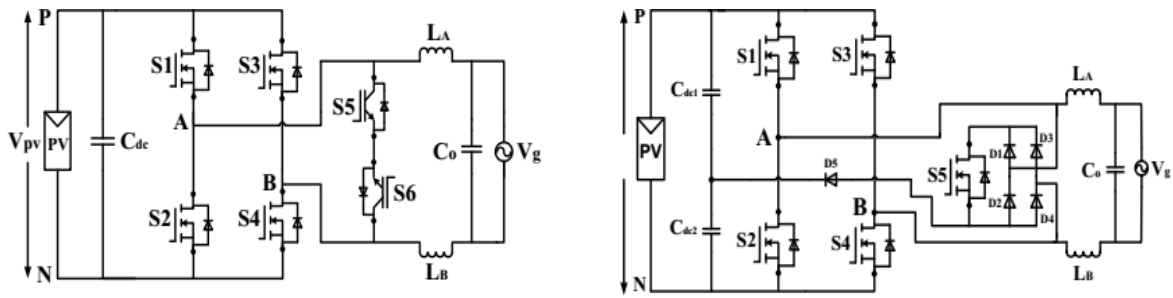 P
S1
S3
LA
A
S5
Vpv
PV
Cdc
Co
Vg
B
S6
S2
S4
N
LB
P
S1
S3
Cdc1
LA
A
D3
D1
PV
D5
S5
Co
Vg
D2
B
D4
Cdc2
S2
S4
N
LB